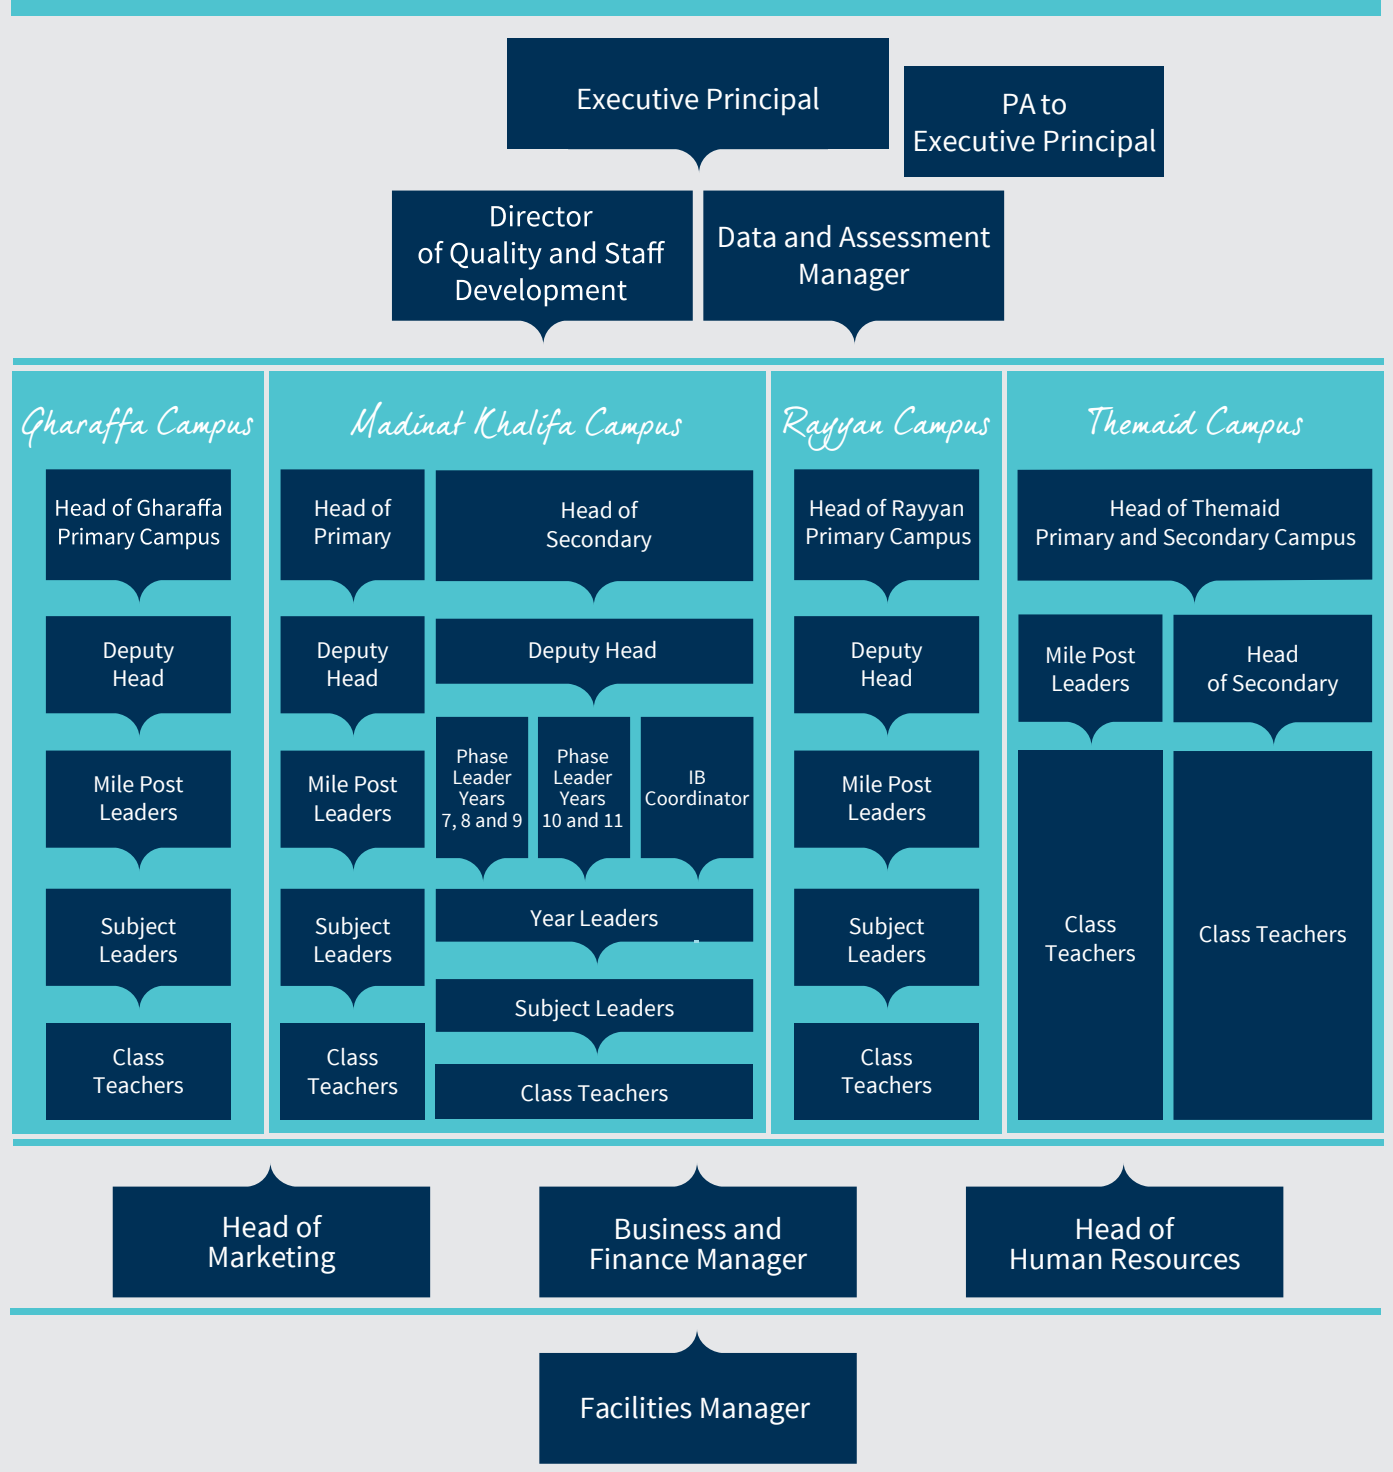 Executive Principal
PA to
Executive Principal
Director
of Quality and Staff
Development
Data and Assessment
Manager
Gharaffa Campus
Head of Gharaffa
Primary Campus
Deputy
Head
Mile Post
Leaders
Subject
Leaders
Class
Teachers
Madinat Khalifa Campus
Head of
Primary
Deputy
Head
Mile Post
Leaders
Subject
Leaders
Class
Teachers
Head of
Secondary
Deputy Head
Phase
Leader
Years
7, 8 and 9
Phase
Leader
Years
10 and 11
IB
Coordinator
Year Leaders
Subject Leaders
Class Teachers
Rayyan Campus
Head of Rayyan
Primary Campus
Deputy
Head
Mile Post
Leaders
Subject
Leaders
Class
Teachers
Themaid Campus
Head of Themaid
Primary and Secondary Campus
Mile Post
Leaders
Class
Teachers
Head
of Secondary
Class Teachers
Head of
Marketing
Business and
Finance Manager
Head of
Human Resources
Facilities Manager